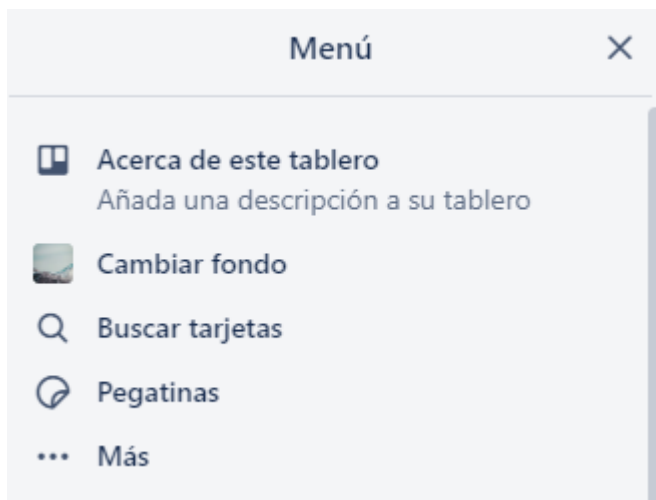 Menú
Acerca de este tablero
Añada una descripción a su tablero
Cambiar fondo
Buscar tarjetas
Pegatinas
Más